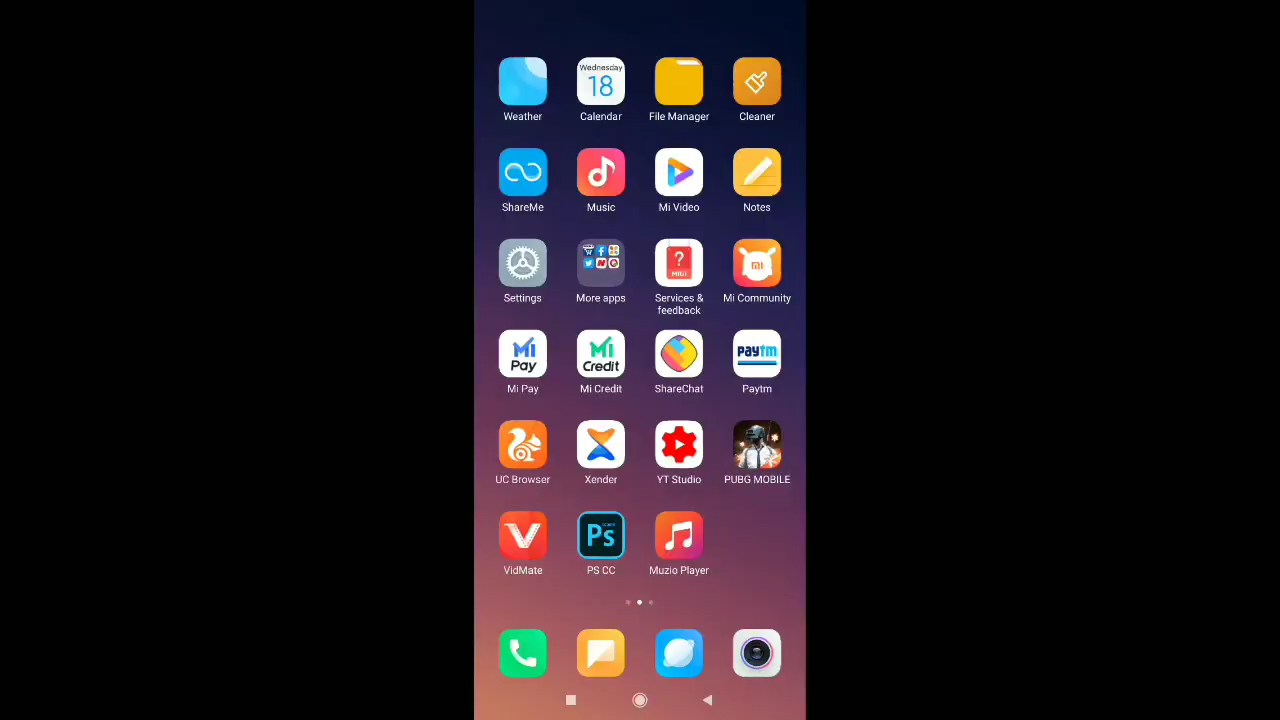 Wednesday
18
Weather
Calendar
File Manager
Cleaner
ShareMe
Music
Mi Video
Notes
?
MIUI
mi
Settings
More apps
Services &
feedback
Mi Community
Mi
Pay
Mi
Credit
paytm
Mi Pay
Mi Credit
ShareChat
Paytm
UC Browser
Xender
YT Studio
PUBG MOBILE
Ps
VidMate
PS CC
Muzio Player